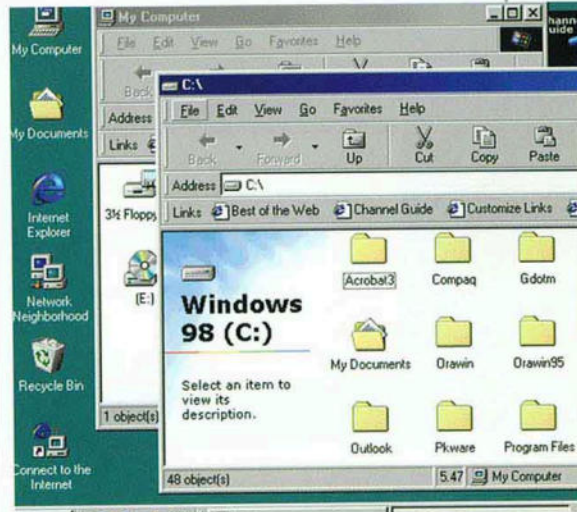 My Computer
My Documents
Internet
Explorer
Network
Neighborhood
Recycle Bin
Connect to the
Internet
My Computer
File Edit View Go Favorites Help
Back
Address
Links
3½ Floppy
(E:)
1 object(s)
C:\
File Edit View Go Favorites Help
Back Forward Up Cut Copy Paste
Address C:\
Links Best of the Web Channel Guide Customize Links
Windows
98 (C:)
Select an item to
view its
description.
Acrobat3 Compaq Gdotm
My Documents Orawin Orawin95
Outlook Pkware Program Files
48 object(s) 5.47 My Computer
hann
uide